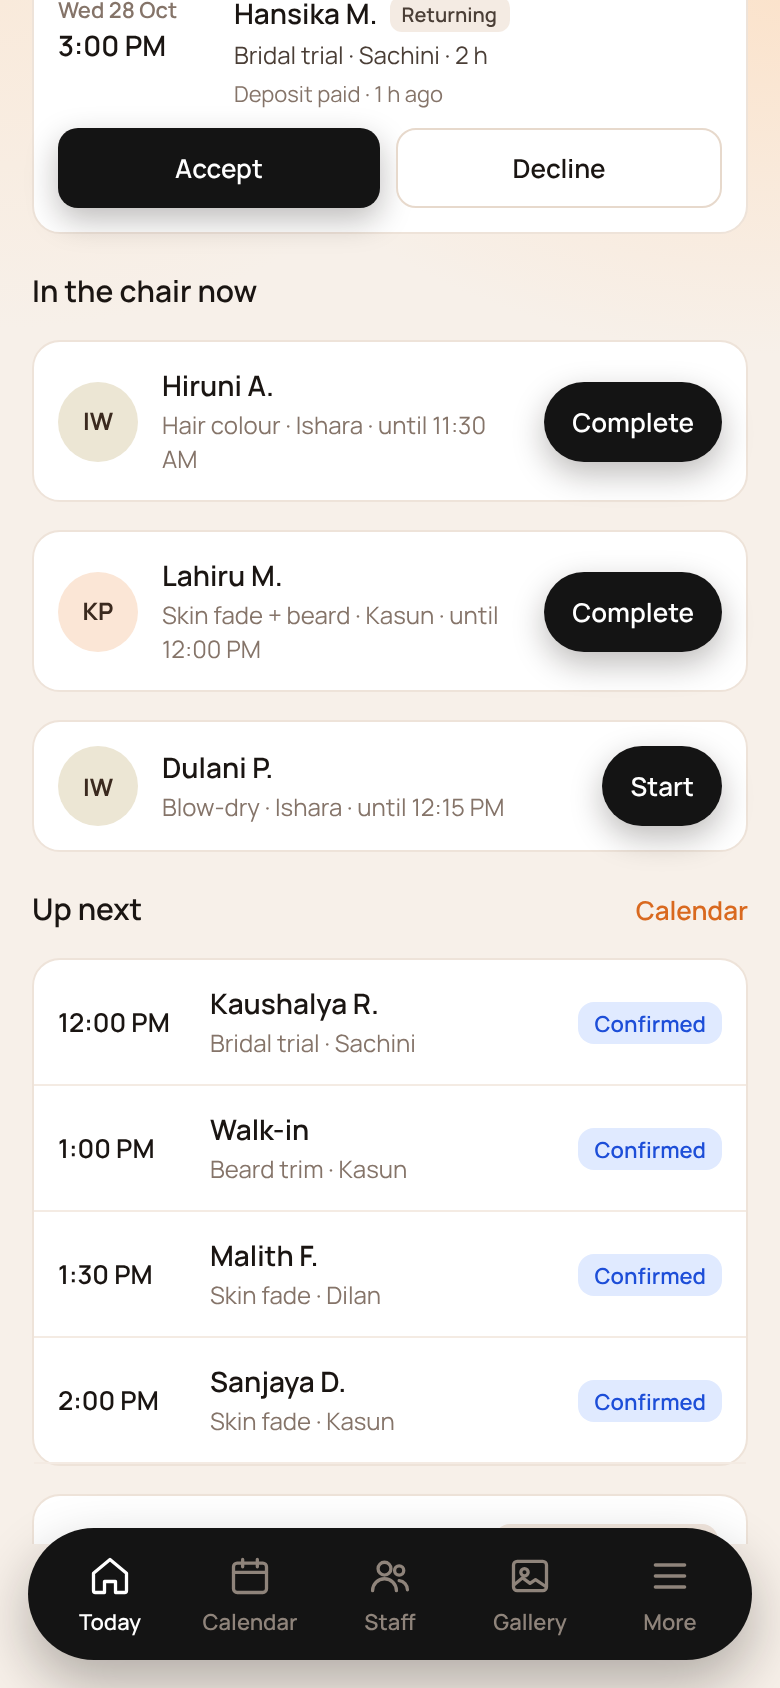 Wed 28 Oct
3:00 PM
Hansika M. Returning
Bridal trial · Sachini · 2 h
Deposit paid · 1 h ago
Accept
Decline
In the chair now
IW
Hiruni A.
Hair colour · Ishara · until 11:30
AM
Complete
KP
Lahiru M.
Skin fade + beard · Kasun · until
12:00 PM
Complete
IW
Dulani P.
Blow-dry · Ishara · until 12:15 PM
Start
Up next
Calendar
12:00 PM
Kaushalya R.
Bridal trial · Sachini
Confirmed
1:00 PM
Walk-in
Beard trim · Kasun
Confirmed
1:30 PM
Malith F.
Skin fade · Dilan
Confirmed
2:00 PM
Sanjaya D.
Skin fade · Kasun
Confirmed
Today
Calendar
Staff
Gallery
More